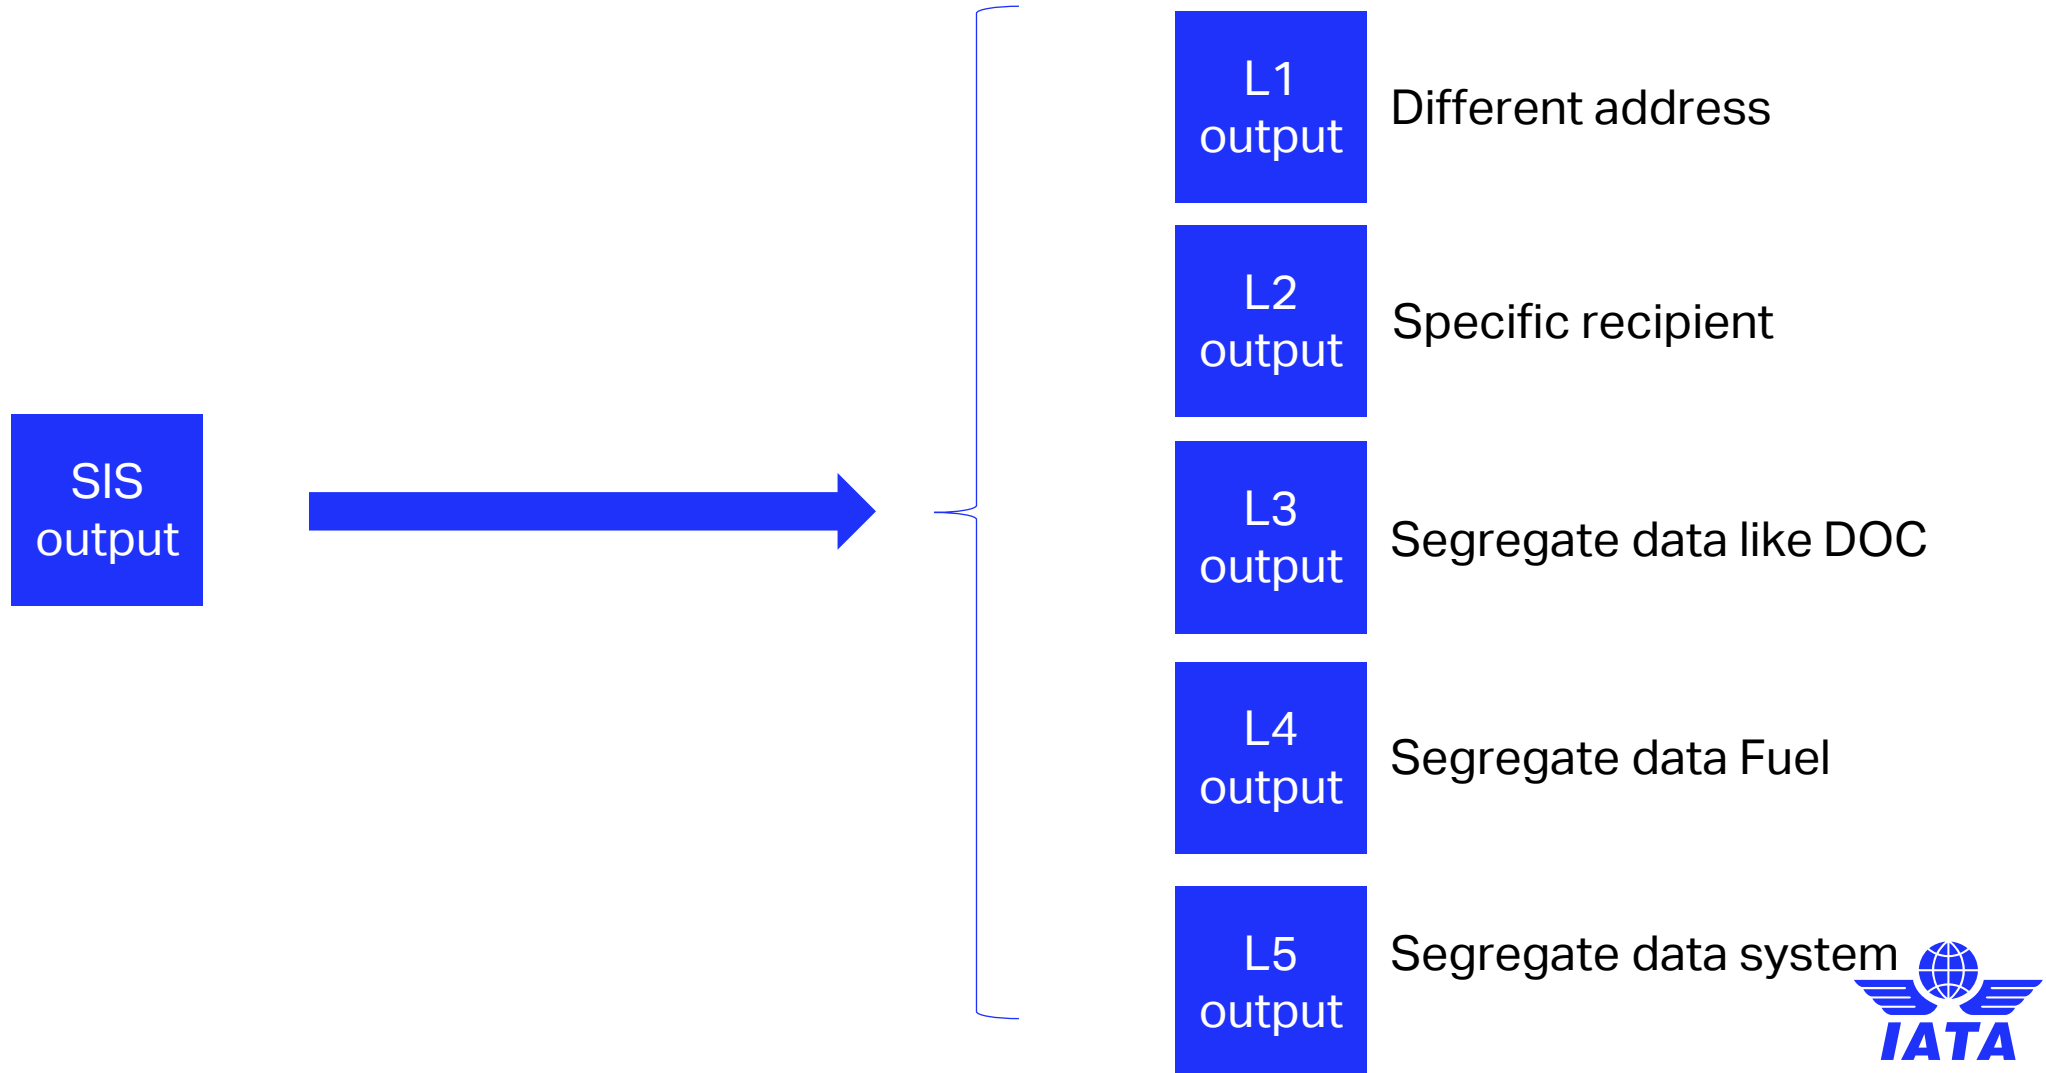 SIS
output
L1
output
Different address
L2
output
Specific recipient
L3
output
Segregate data like DOC
L4
output
Segregate data Fuel
L5
output
Segregate data system
IATA